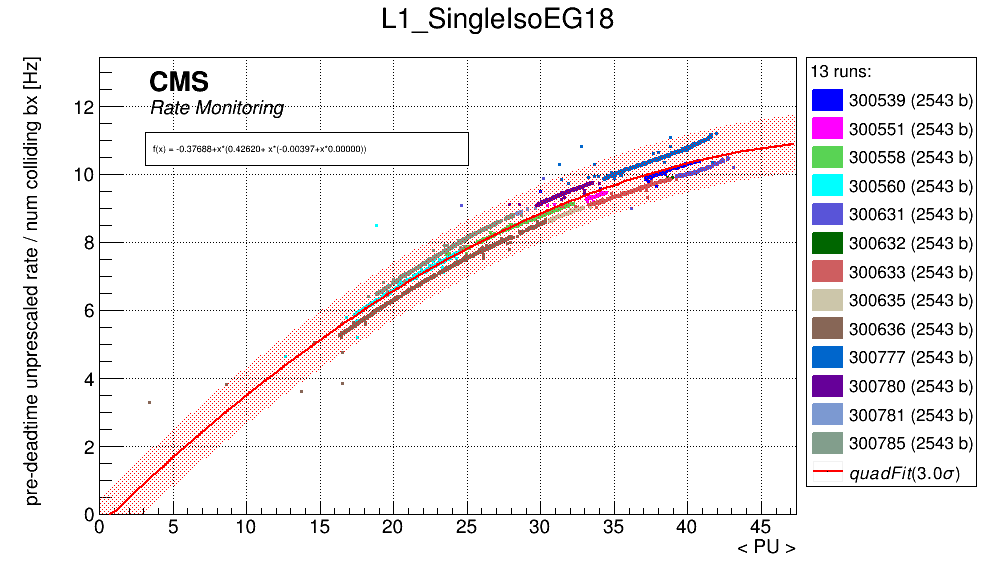 L1_SingleIsoEG18
pre-deadtime unprescaled rate / num colliding bx [Hz]
CMS
Rate Monitoring
f(x) = -0.37688+x*(0.42620+ x*(-0.00397+x*0.00000))
12
10
8
6
4
2
0
0 5 10 15 20 25 30 35 40 45
< PU >
13 runs:
300539 (2543 b)
300551 (2543 b)
300558 (2543 b)
300560 (2543 b)
300631 (2543 b)
300632 (2543 b)
300633 (2543 b)
300635 (2543 b)
300636 (2543 b)
300777 (2543 b)
300780 (2543 b)
300781 (2543 b)
300785 (2543 b)
quadFit(3.0σ)